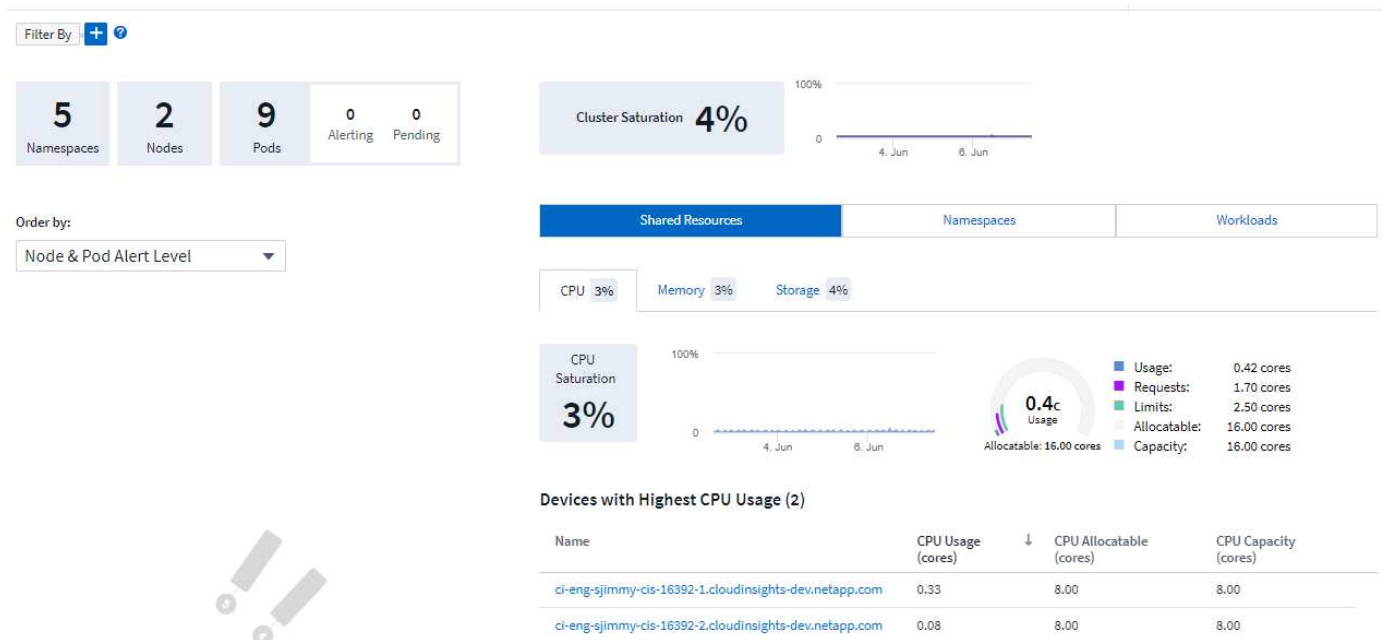 Filter By + ?
5
Namespaces
2
Nodes
9
Pods
0
Alerting
0
Pending
Cluster Saturation 4%
100%
0
4. Jun
6. Jun
Order by:
Node & Pod Alert Level
Shared Resources
Namespaces
Workloads
CPU 3%
Memory 3%
Storage 4%
CPU
Saturation
3%
100%
0
4. Jun
6. Jun
0.4c
Usage
Allocatable: 16.00 cores
Usage: 0.42 cores
Requests: 1.70 cores
Limits: 2.50 cores
Allocatable: 16.00 cores
Capacity: 16.00 cores
Devices with Highest CPU Usage (2)
Name
CPU Usage
(cores)
↓
CPU Allocatable
(cores)
CPU Capacity
(cores)
ci-eng-sjimmy-cis-16392-1.cloudinsights-dev.netapp.com 0.33 8.00 8.00
ci-eng-sjimmy-cis-16392-2.cloudinsights-dev.netapp.com 0.08 8.00 8.00